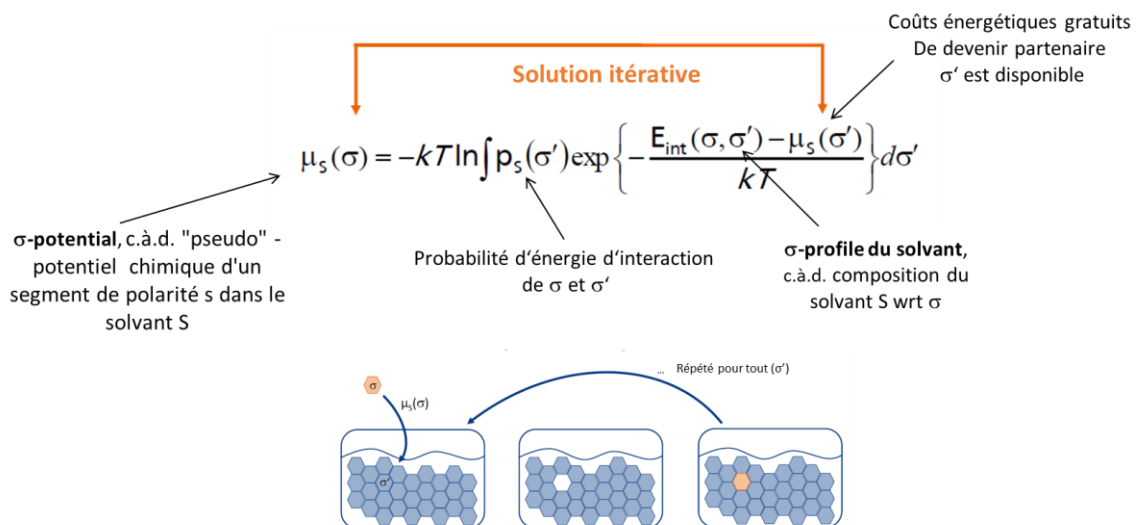 Coûts énergétiques gratuits
De devenir partenaire
σ‘ est disponible
Solution itérative
μs(σ) = −kT ln∫ps(σ′)exp{−(Eint(σ,σ′)−μs(σ′))/kT}dσ′
σ-potential, c.à.d. "pseudo" -
potentiel chimique d'un
segment de polarité s dans le
solvant S
Probabilité d‘énergie d‘interaction
de σ et σ‘
σ-profile du solvant,
c.à.d. composition du
solvant S wrt σ
... Répété pour tout (σ')
σ
μs(σ)
σ'